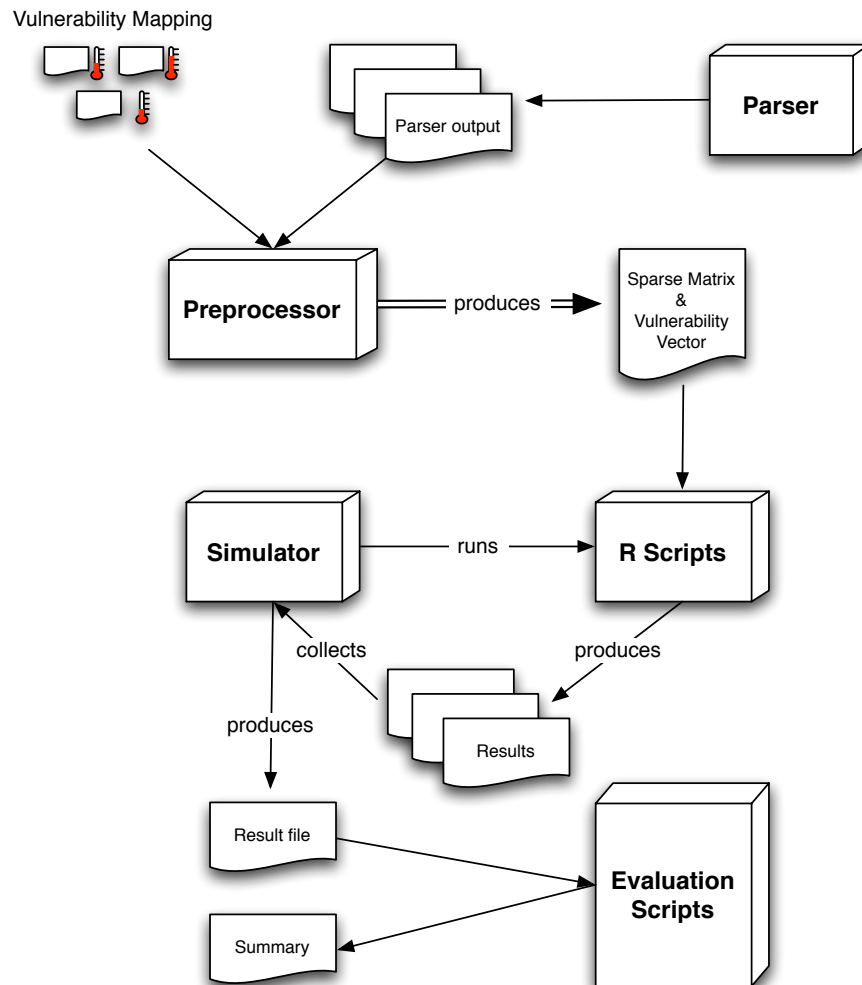 Vulnerability Mapping
Parser output
Parser
Preprocessor
produces
Sparse Matrix
&
Vulnerability
Vector
Simulator
runs
R Scripts
collects
produces
produces
Results
Result file
Evaluation
Scripts
Summary